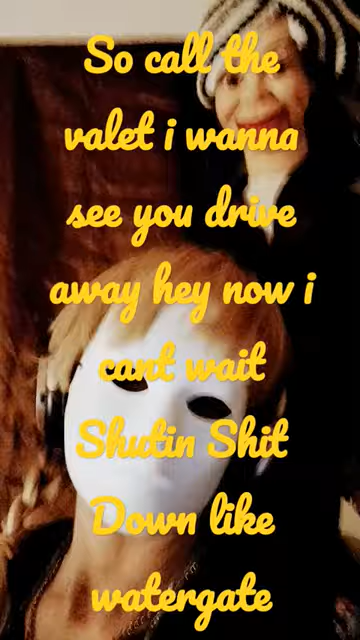 So call the
valet i wanna
see you drive
away hey now i
cant wait
Shutin Shit
Down like
watergate